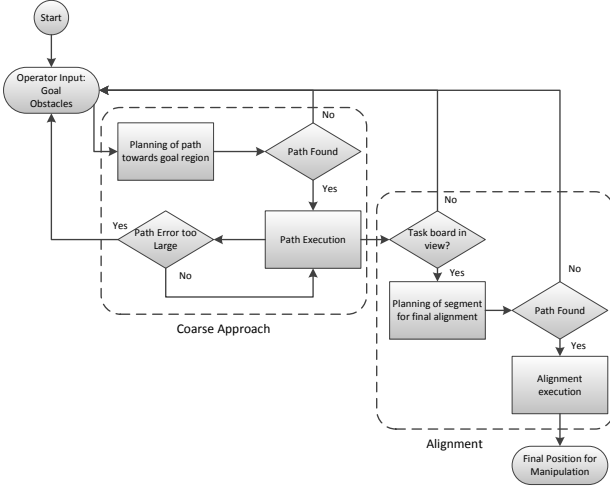 Start
Operator Input:
Goal
Obstacles
No
Planning of path
towards goal region
Path Found
Yes
No
Yes
Path Error too
Large
Path Execution
Task board in
view?
No
No
Yes
Planning of segment
for final alignment
Path Found
Coarse Approach
Yes
Alignment
execution
Alignment
Final Position for
Manipulation